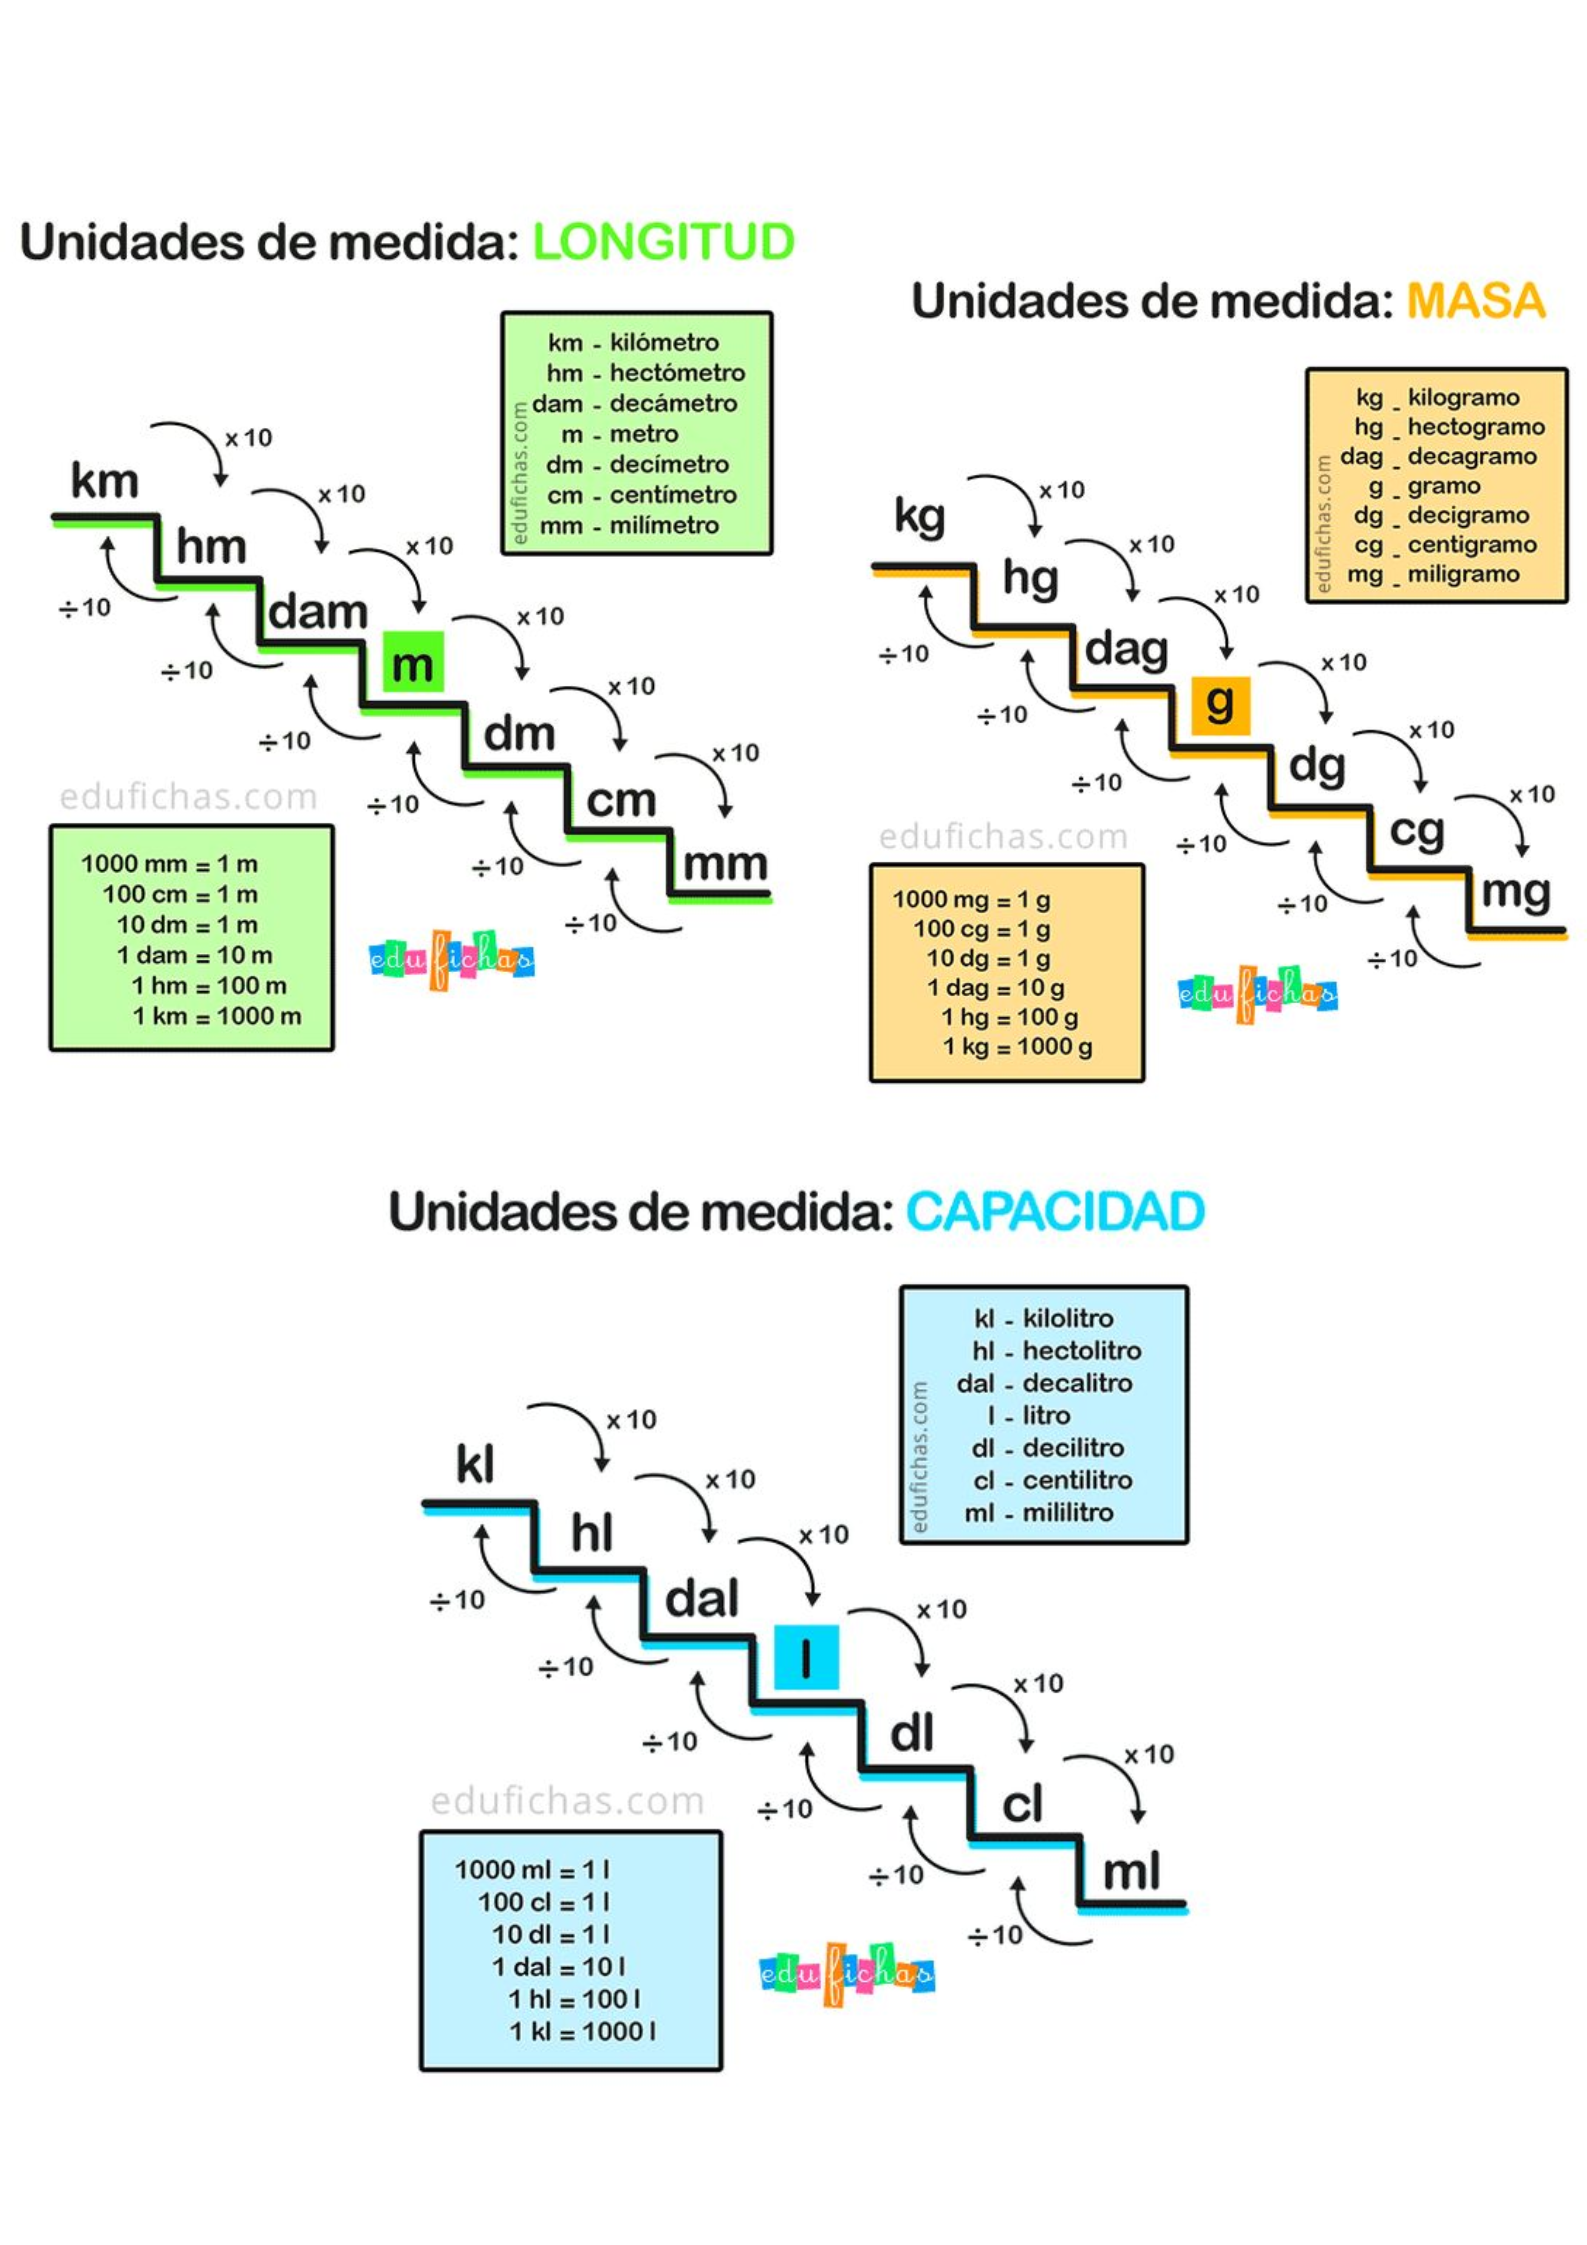 Unidades de medida: LONGITUD
km - kilómetro
hm - hectómetro
dam - decámetro
m - metro
dm - decímetro
cm - centímetro
mm - milímetro
edufichas.com
km
hm
dam
m
dm
cm
mm
x 10
x 10
x 10
x 10
x 10
x 10
÷10
÷10
÷10
÷10
÷10
÷10
edufichas.com
1000 mm = 1 m
100 cm = 1 m
10 dm = 1 m
1 dam = 10 m
1 hm = 100 m
1 km = 1000 m
edufichas
Unidades de medida: MASA
kg - kilogramo
hg - hectogramo
dag - decagramo
g - gramo
dg - decigramo
cg - centigramo
mg - miligramo
edufichas.com
kg
hg
dag
g
dg
cg
mg
x 10
x 10
x 10
x 10
x 10
x 10
÷10
÷10
÷10
÷10
÷10
÷10
edufichas.com
1000 mg = 1 g
100 cg = 1 g
10 dg = 1 g
1 dag = 10 g
1 hg = 100 g
1 kg = 1000 g
edufichas
Unidades de medida: CAPACIDAD
kl - kilolitro
hl - hectolitro
dal - decalitro
l - litro
dl - decilitro
cl - centilitro
ml - mililitro
edufichas.com
kl
hl
dal
l
dl
cl
ml
x 10
x 10
x 10
x 10
x 10
x 10
÷10
÷10
÷10
÷10
÷10
÷10
edufichas.com
1000 ml = 1 l
100 cl = 1 l
10 dl = 1 l
1 dal = 10 l
1 hl = 100 l
1 kl = 1000 l
edufichas